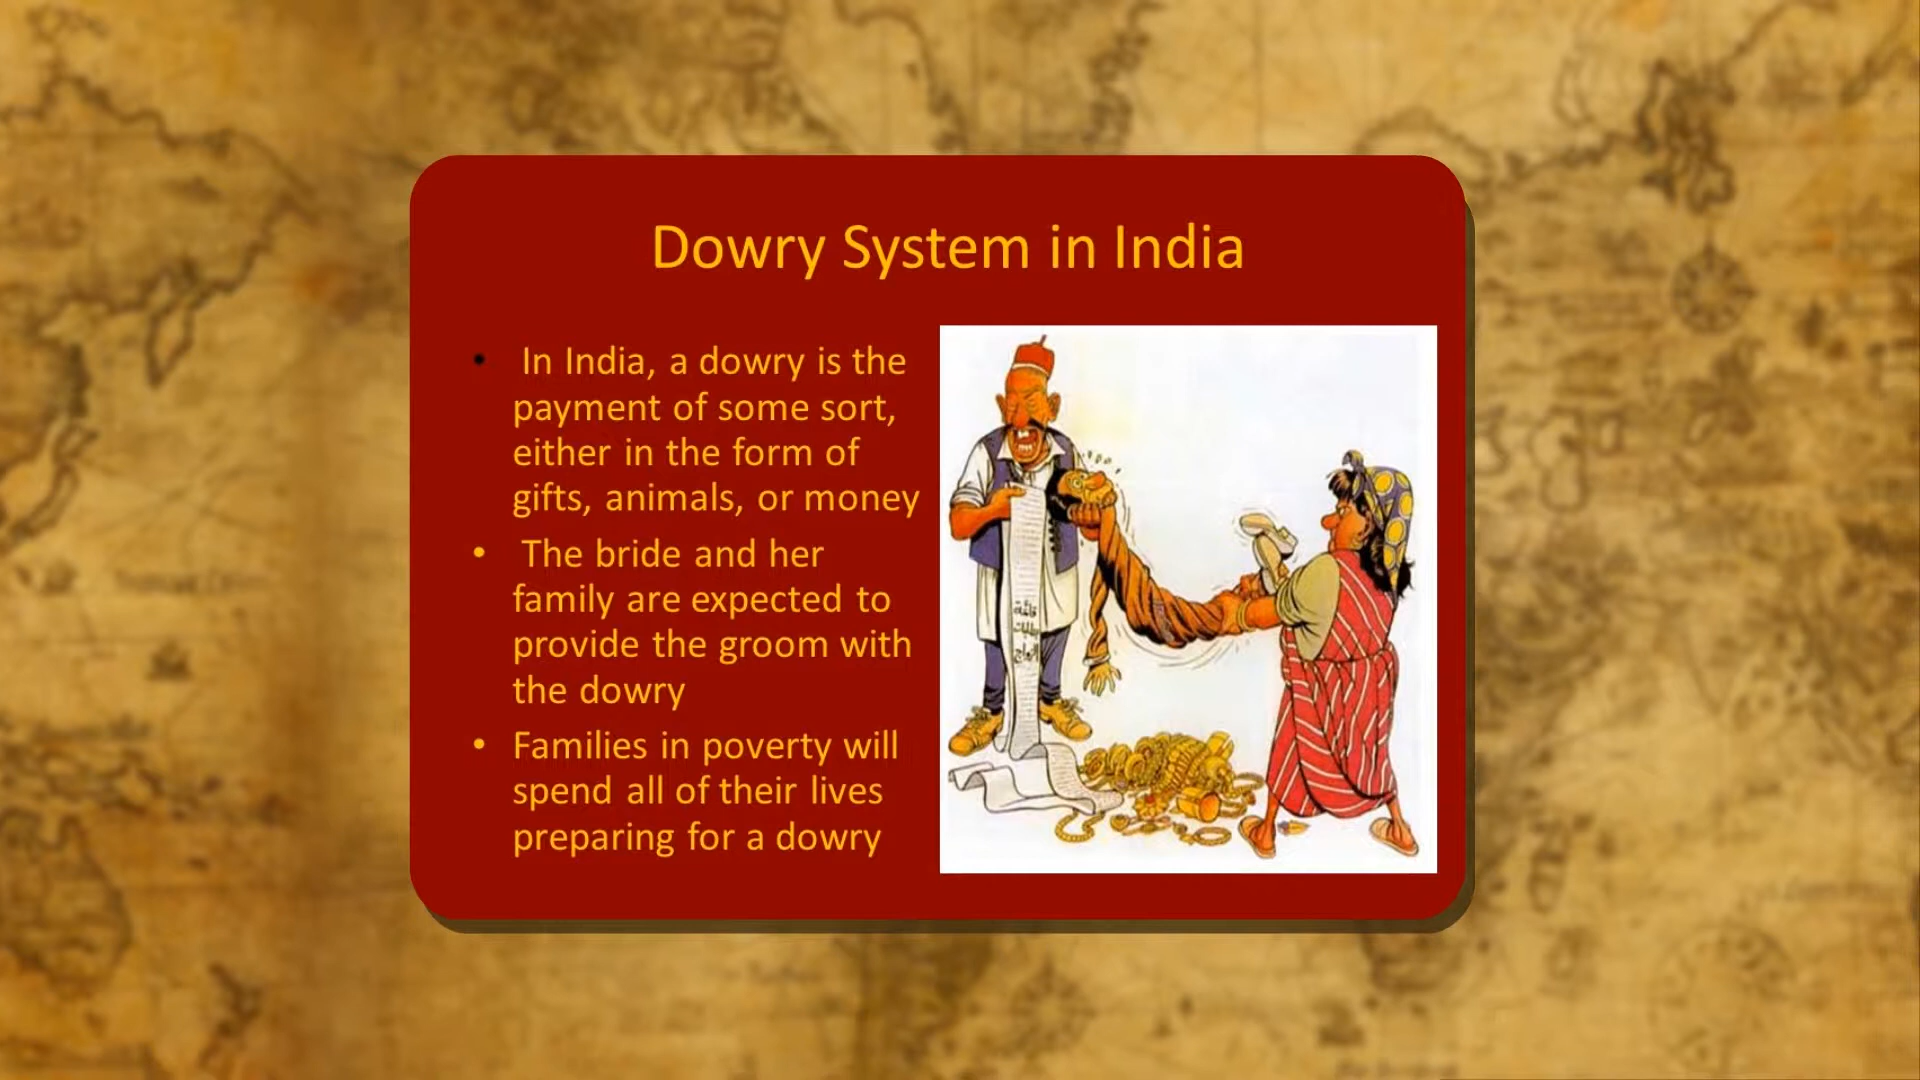 Dowry System in India
• In India, a dowry is the
payment of some sort,
either in the form of
gifts, animals, or money
• The bride and her
family are expected to
provide the groom with
the dowry
• Families in poverty will
spend all of their lives
preparing for a dowry